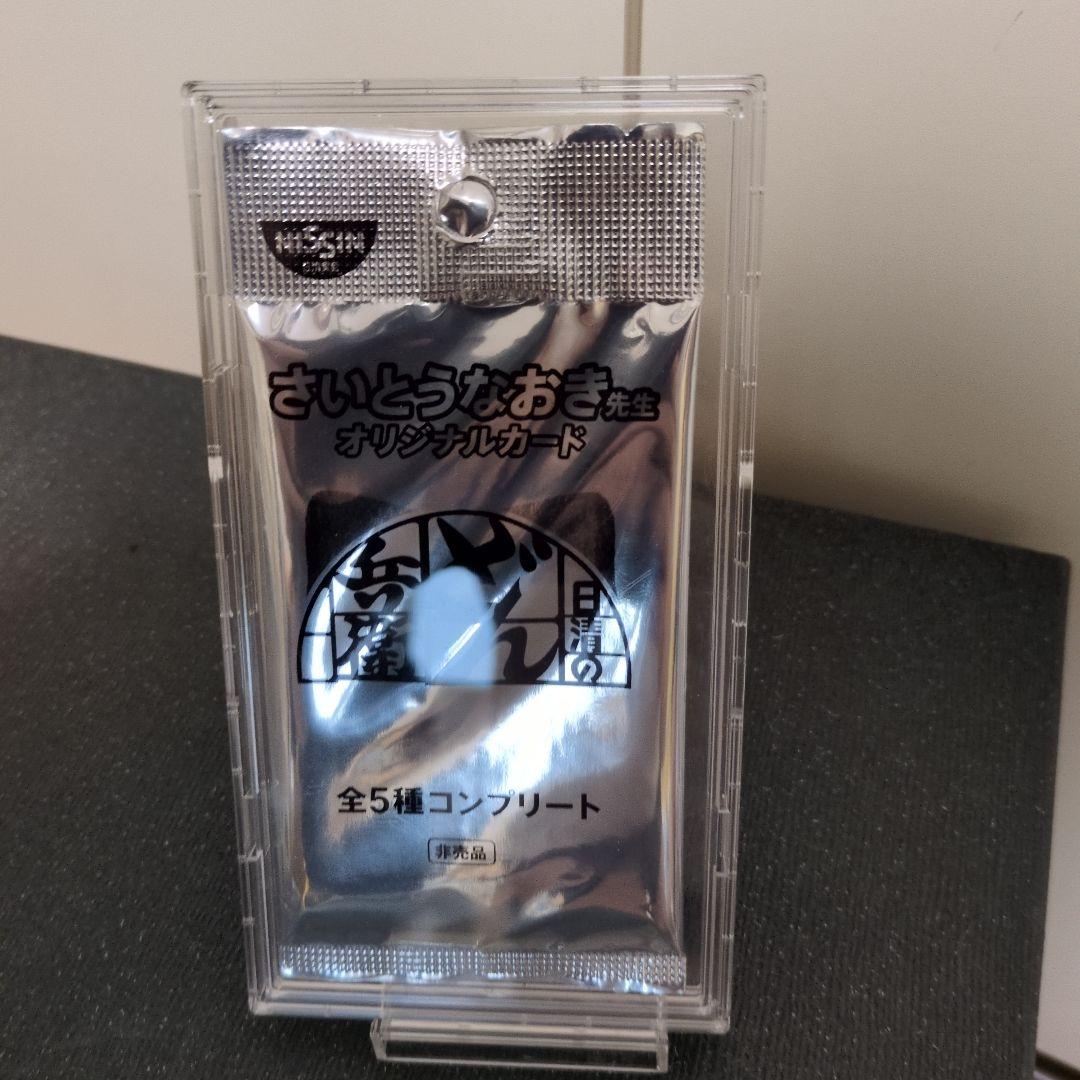 NISSIN
さいとうなおき先生
オリジナルカード
日清の
どん
兵衛
全5種コンプリート
非売品